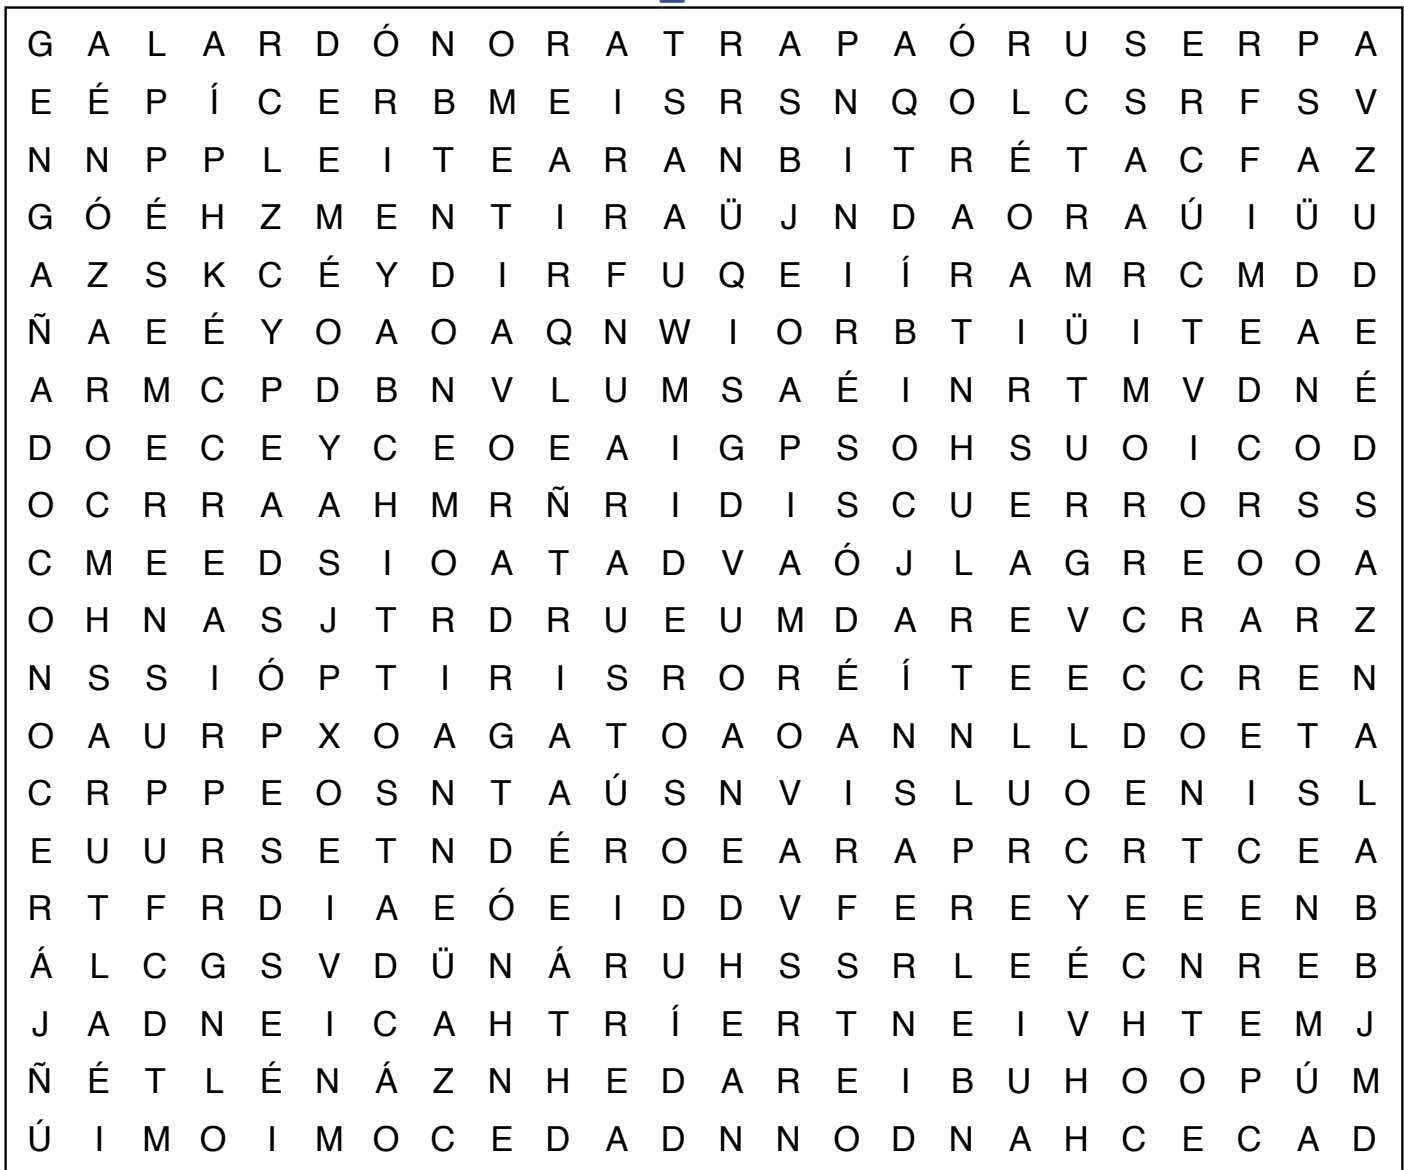 G A L A R D Ó N O R A T R A P A Ó R U S E R P A
E É P Í C E R B M E I S R S N Q O L C S R F S V
N N P P L E I T E A R A N B I T R É T A C F A Z
G Ó É H Z M E N T I R A Ü J N D A O R A Ú I Ü U
A Z S K C É Y D I R F U Q E I Í R A M R C M D D
Ñ A E É Y O A O A Q N W I O R B T I Ü I T E A E
A R M C P D B N V L U M S A É I N R T M V D N É
D O E C E Y C E O E A I G P S O H S U O I C O D
O C R R A A H M R Ñ R I D I S C U E R R O R S S
C M E E D S I O A T A D V A Ó J L A G R E O O A
O H N A S J T R D R U E U M D A R E V C R A R Z
N S S I Ó P T I R I S R O R É Í T E E C C R E N
O A U R P X O A G A T O A O A N N L L D O E T A
C R P P E O S N T A Ú S N V I S L U O E N I S L
E U U R S E T N D É R O E A R A P R C R T C E A
R T F R D I A E Ó E I D D V F E R E Y E E E N B
Á L C G S V D Ü N Á R U H S S R L E É C N R E B
J A D N E I C A H T R Í E R T N E I V H T E M J
Ñ É T L É N Á Z N H E D A R E I B U H O O P Ú M
Ú I M O I M O C E D A D N N O D N A H C E C A D